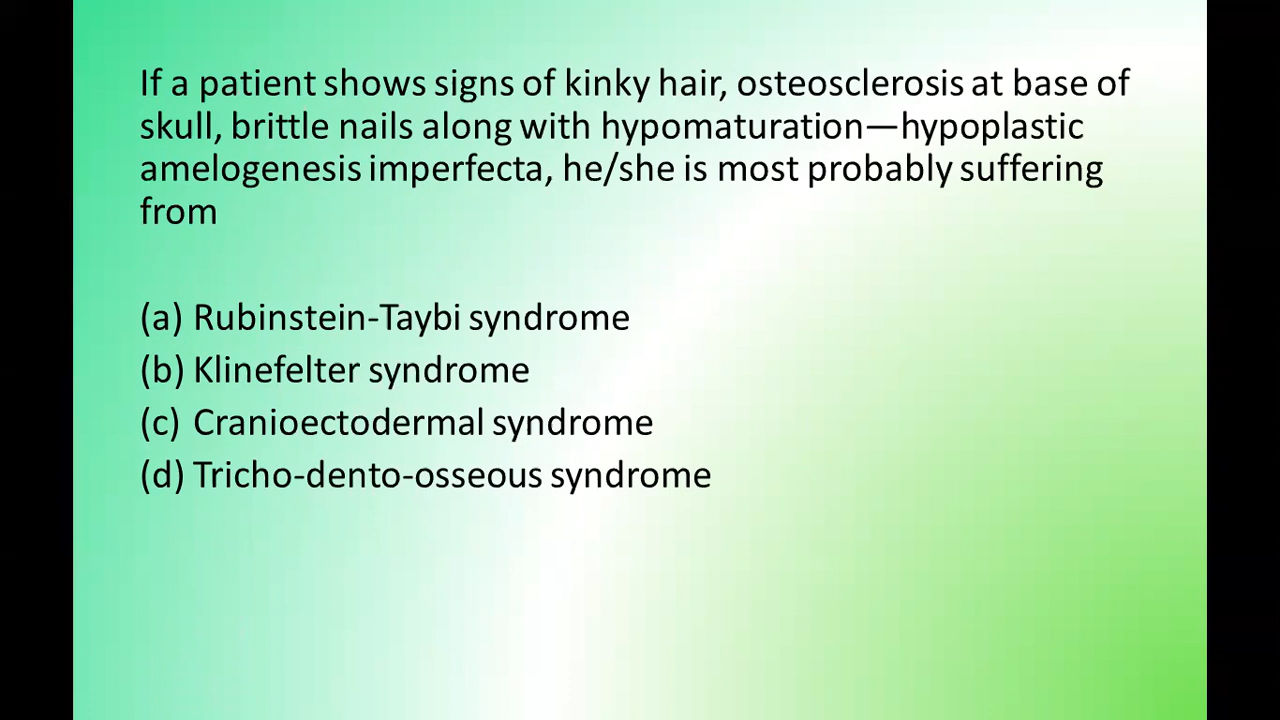 If a patient shows signs of kinky hair, osteosclerosis at base of
skull, brittle nails along with hypomaturation—hypoplastic
amelogenesis imperfecta, he/she is most probably suffering
from
(a) Rubinstein-Taybi syndrome
(b) Klinefelter syndrome
(c) Cranioectodermal syndrome
(d) Tricho-dento-osseous syndrome